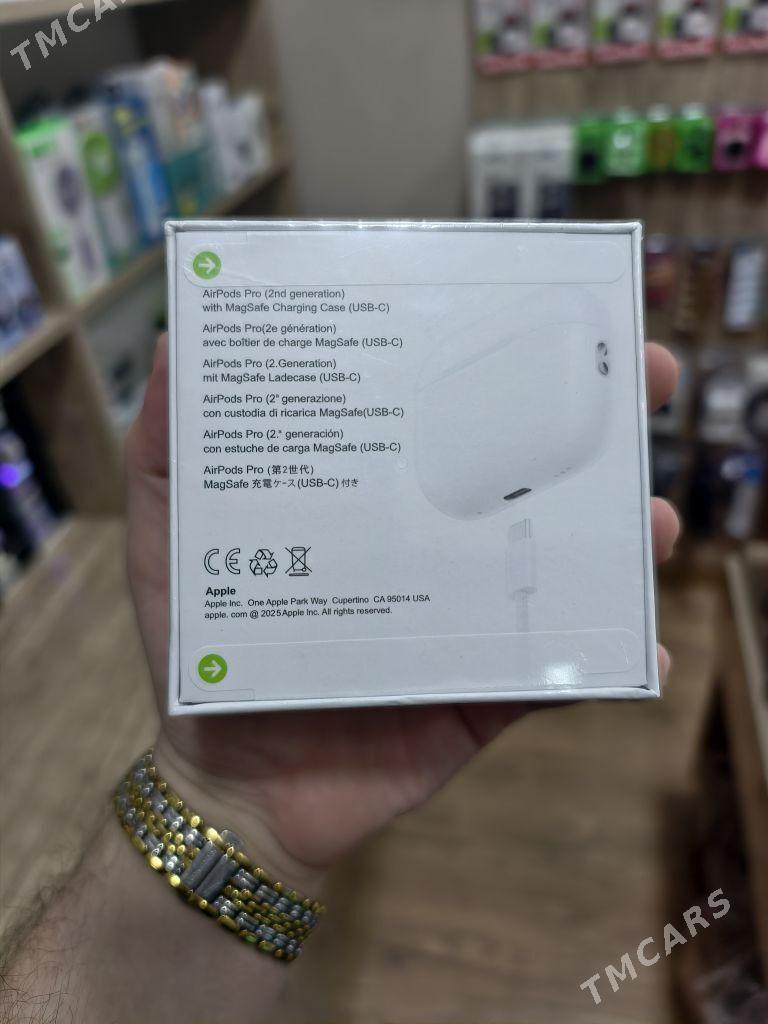 TMCARS
AirPods Pro (2nd generation)
with MagSafe Charging Case (USB-C)
AirPods Pro(2e génération)
avec boîtier de charge MagSafe (USB-C)
AirPods Pro (2.Generation)
mit MagSafe Ladecase (USB-C)
AirPods Pro (2ª generazione)
con custodia di ricarica MagSafe(USB-C)
AirPods Pro (2.ª generación)
con estuche de carga MagSafe (USB-C)
AirPods Pro (第2世代)
MagSafe 充電ケース(USB-C) 付き
CE
Apple
Apple Inc. One Apple Park Way Cupertino CA 95014 USA
apple. com @ 2025Apple Inc. All rights reserved.
TMCARS